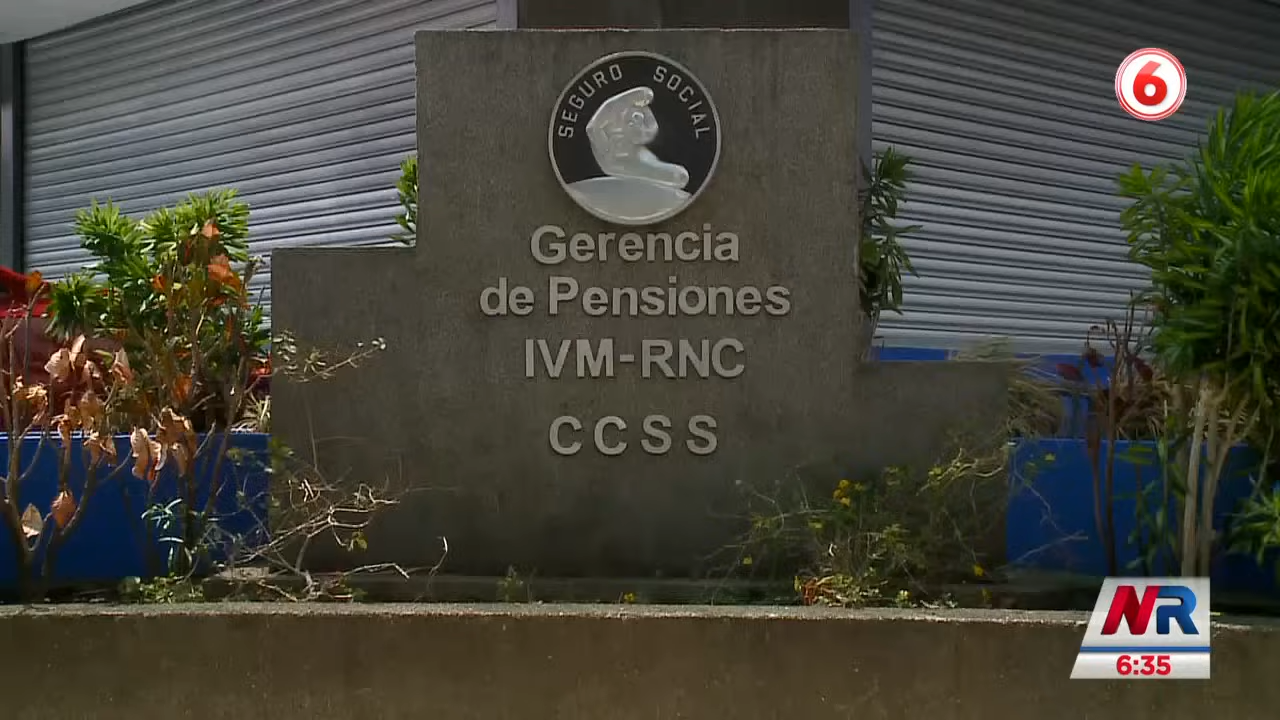 6
SEGURO SOCIAL
Gerencia
de Pensiones
IVM-RNC
CCSS
NR
6:35